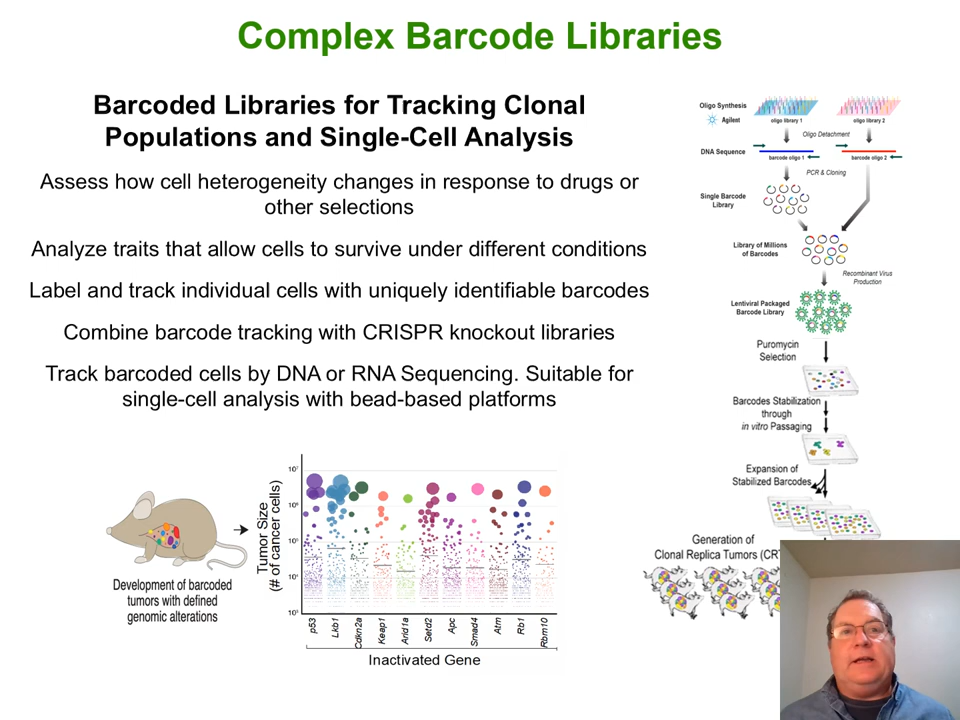 Complex Barcode Libraries
Barcoded Libraries for Tracking Clonal
Populations and Single-Cell Analysis
Assess how cell heterogeneity changes in response to drugs or
other selections
Analyze traits that allow cells to survive under different conditions
Label and track individual cells with uniquely identifiable barcodes
Combine barcode tracking with CRISPR knockout libraries
Track barcoded cells by DNA or RNA Sequencing. Suitable for
single-cell analysis with bead-based platforms
Development of barcoded
tumors with defined
genomic alterations
Tumor Size
(# of cancer cells)
10⁷
10⁶
10⁵
10⁴
10³
p53
Lkb1
Cdkn2a
Keap1
Arid1a
Setd2
Apc
Smad4
Atm
Rb1
Rbm10
Inactivated Gene
Oligo Synthesis
Agilent
oligo library 1
oligo library 2
Oligo Detachment
DNA Sequence
barcode oligo 1
barcode oligo 2
PCR & Cloning
Single Barcode
Library
Library of Millions
of Barcodes
Recombinant Virus
Production
Lentiviral Packaged
Barcode Library
Puromycin
Selection
Barcodes Stabilization
through
in vitro Passaging
Expansion of
Stabilized Barcodes
Generation of
Clonal Replica Tumors (CRT